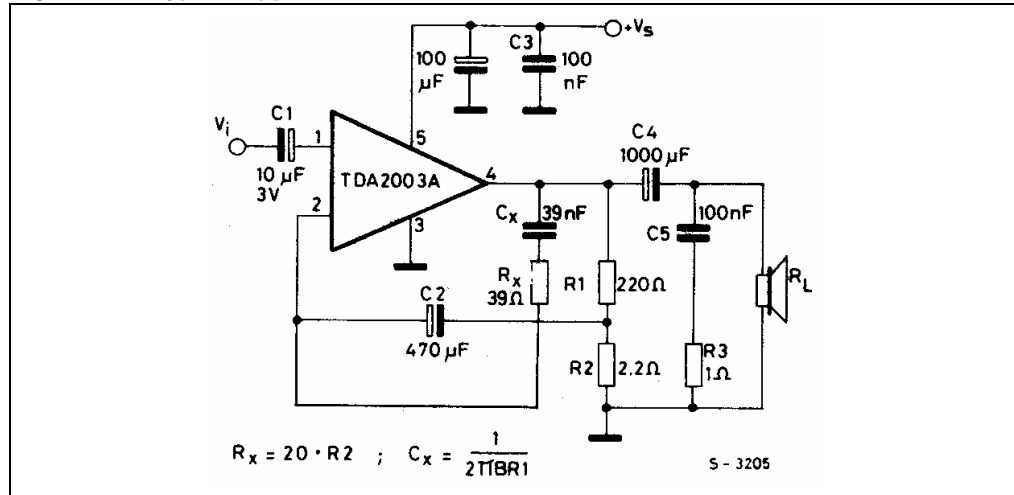 +Vs
100 µF
C3
100 nF
Vi
C1
10 µF
3V
1
5
TDA2003A
4
2
3
C4
1000 µF
Cx
39nF
100nF
C5
Rx
39Ω
R1
220Ω
RL
C2
470 µF
R2
2.2Ω
R3
1Ω
Rx = 20 · R2 ; Cx = 1 / 2πBR1
S - 3205